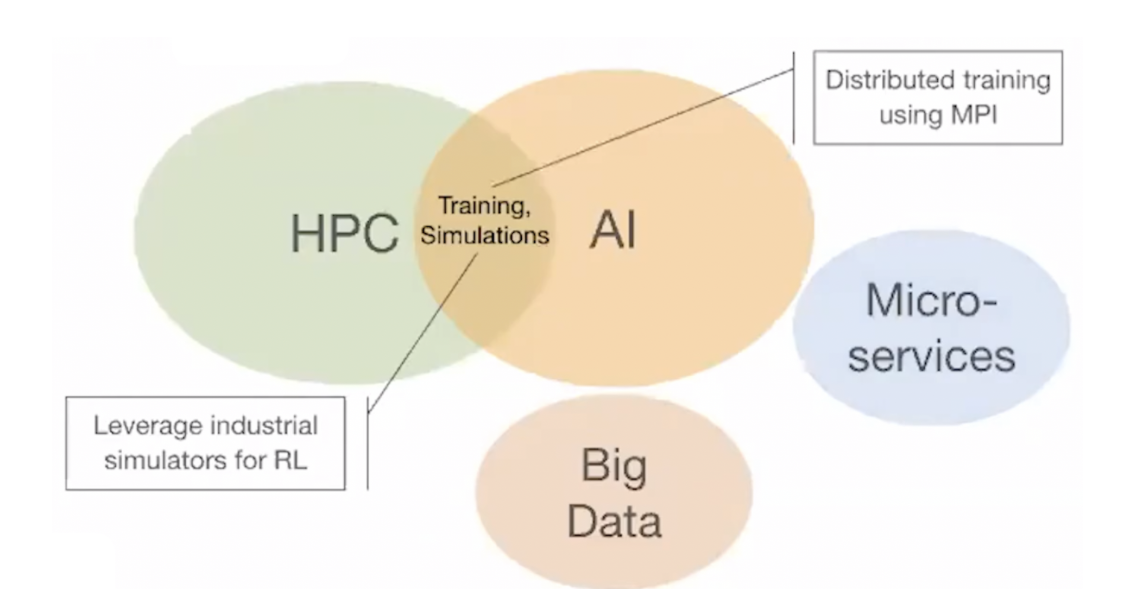 Distributed training
using MPI
HPC
Training,
Simulations
AI
Micro-
services
Leverage industrial
simulators for RL
Big
Data